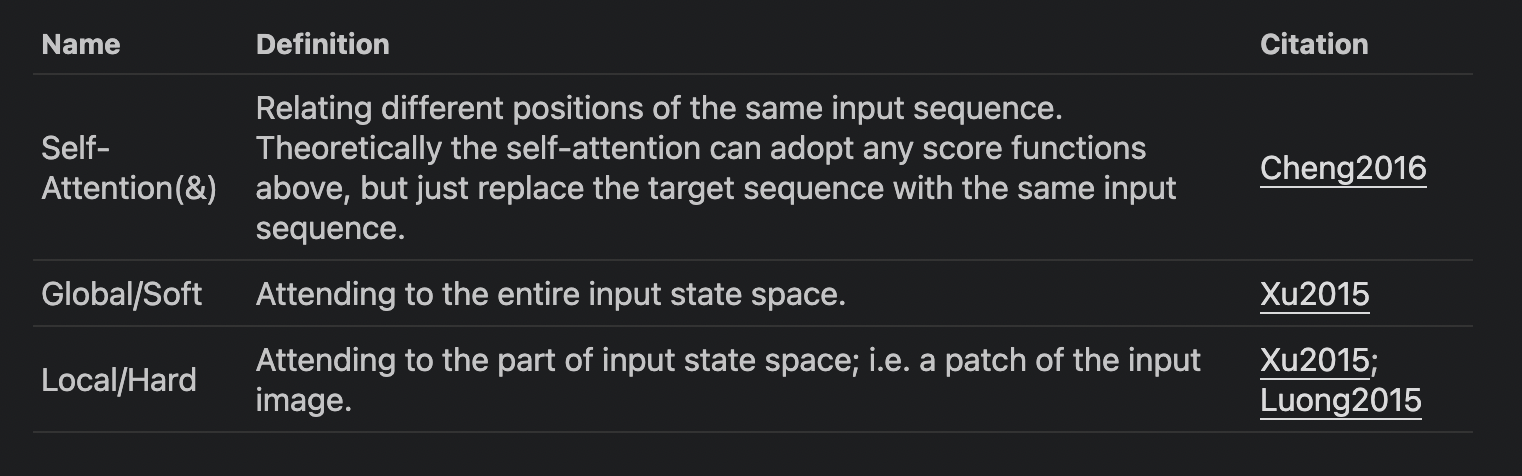 Name Definition Citation
Relating different positions of the same input sequence.
Self- Theoretically the self-attention can adopt any score functions
Attention(&) above, but just replace the target sequence with the same input
sequence.
Cheng2016
Global/Soft Attending to the entire input state space. Xu2015
Local/Hard Attending to the part of input state space; i.e. a patch of the input
image.
Xu2015;
Luong2015